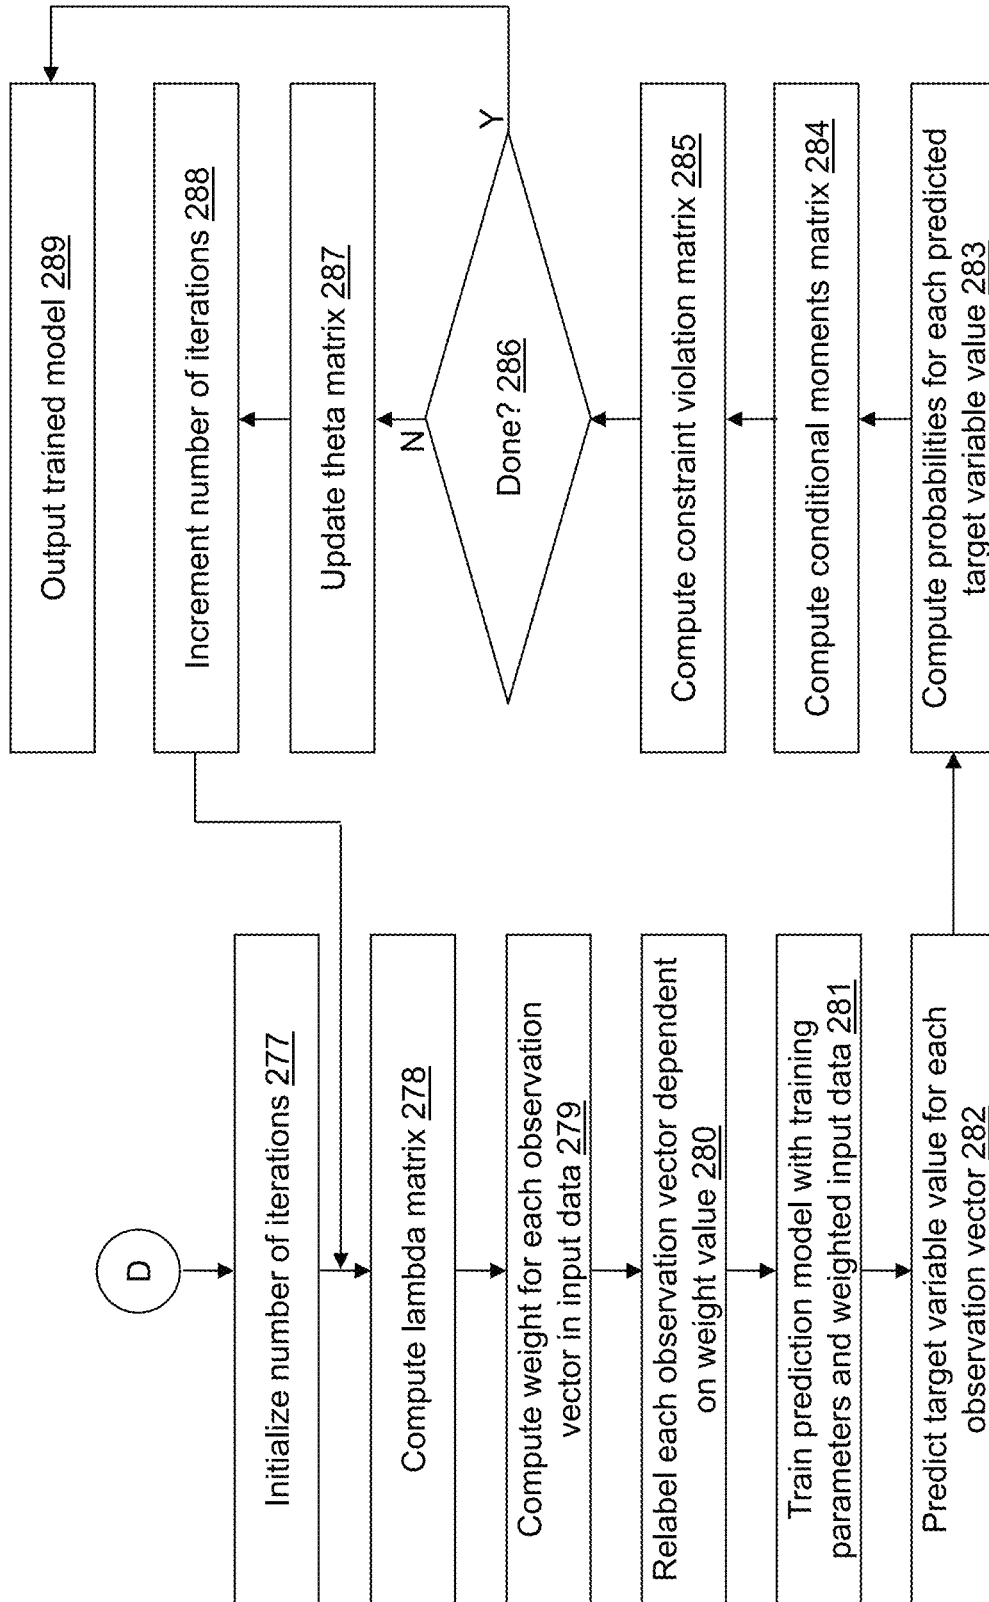 D
Initialize number of iterations 277
Compute lambda matrix 278
Compute weight for each observation
vector in input data 279
Relabel each observation vector dependent
on weight value 280
Train prediction model with training
parameters and weighted input data 281
Predict target variable value for each
observation vector 282
Compute probabilities for each predicted
target variable value 283
Compute conditional moments matrix 284
Compute constraint violation matrix 285
Done? 286
N
Y
Update theta matrix 287
Increment number of iterations 288
Output trained model 289